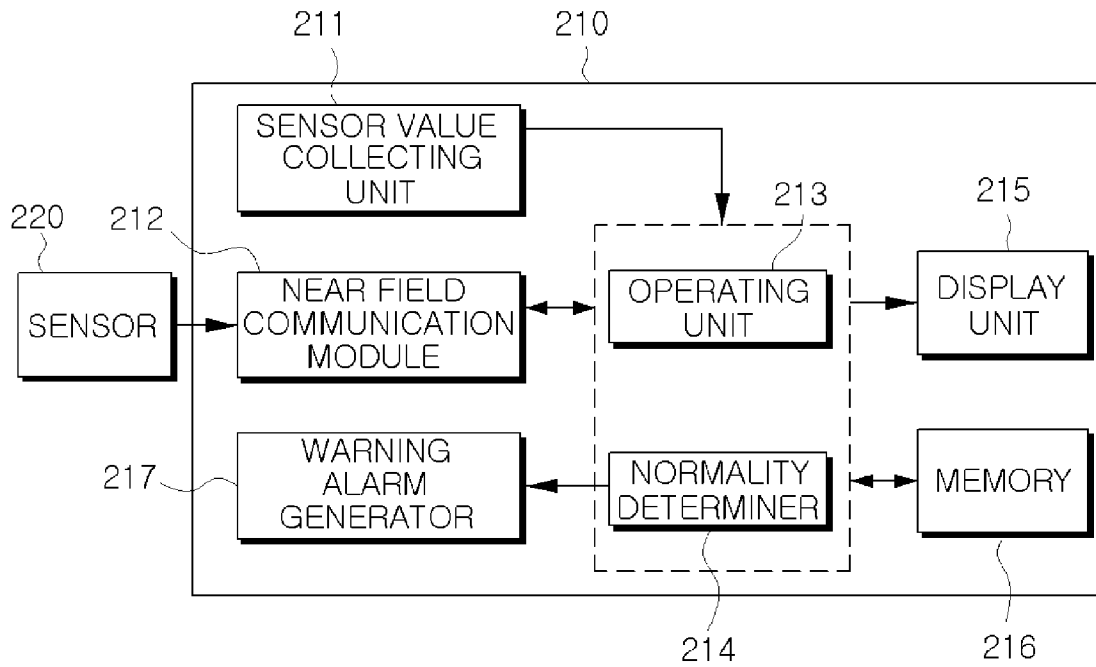 211
210
SENSOR VALUE
COLLECTING
UNIT
213
215
220
212
SENSOR
NEAR FIELD
COMMUNICATION
MODULE
OPERATING
UNIT
DISPLAY
UNIT
217
WARNING
ALARM
GENERATOR
NORMALITY
DETERMINER
MEMORY
214
216